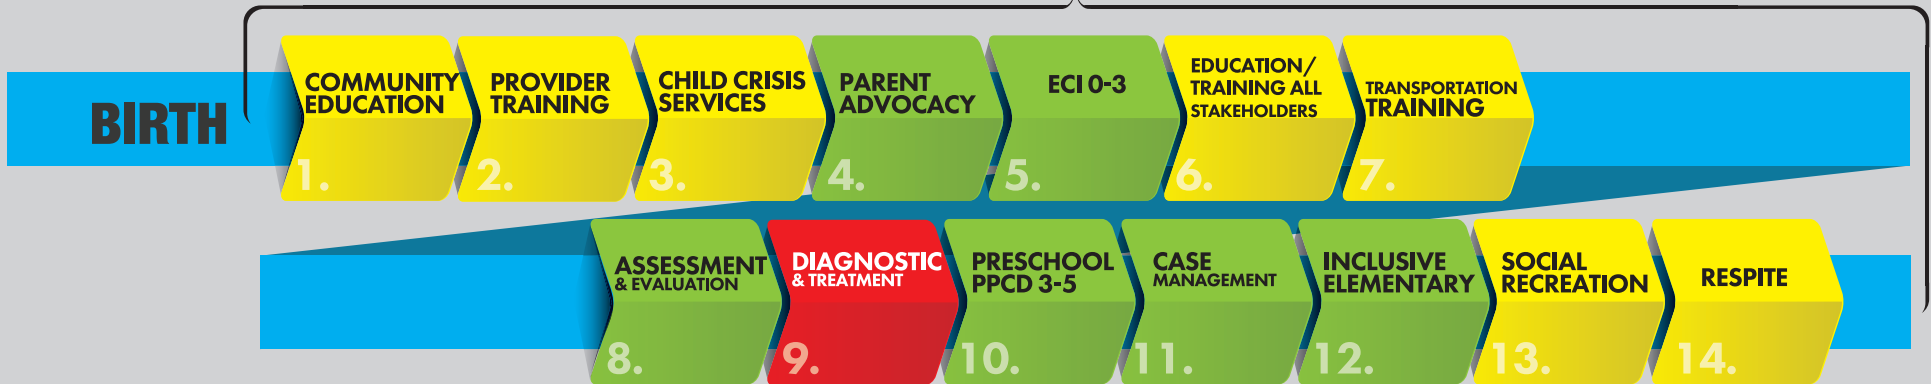 BIRTH
COMMUNITY
EDUCATION
1.
PROVIDER
TRAINING
2.
CHILD CRISIS
SERVICES
3.
PARENT
ADVOCACY
4.
ECI 0-3
5.
EDUCATION/
TRAINING ALL
STAKEHOLDERS
6.
TRANSPORTATION
TRAINING
7.
ASSESSMENT
& EVALUATION
8.
DIAGNOSTIC
& TREATMENT
9.
PRESCHOOL
PPCD 3-5
10.
CASE
MANAGEMENT
11.
INCLUSIVE
ELEMENTARY
12.
SOCIAL
RECREATION
13.
RESPITE
14.